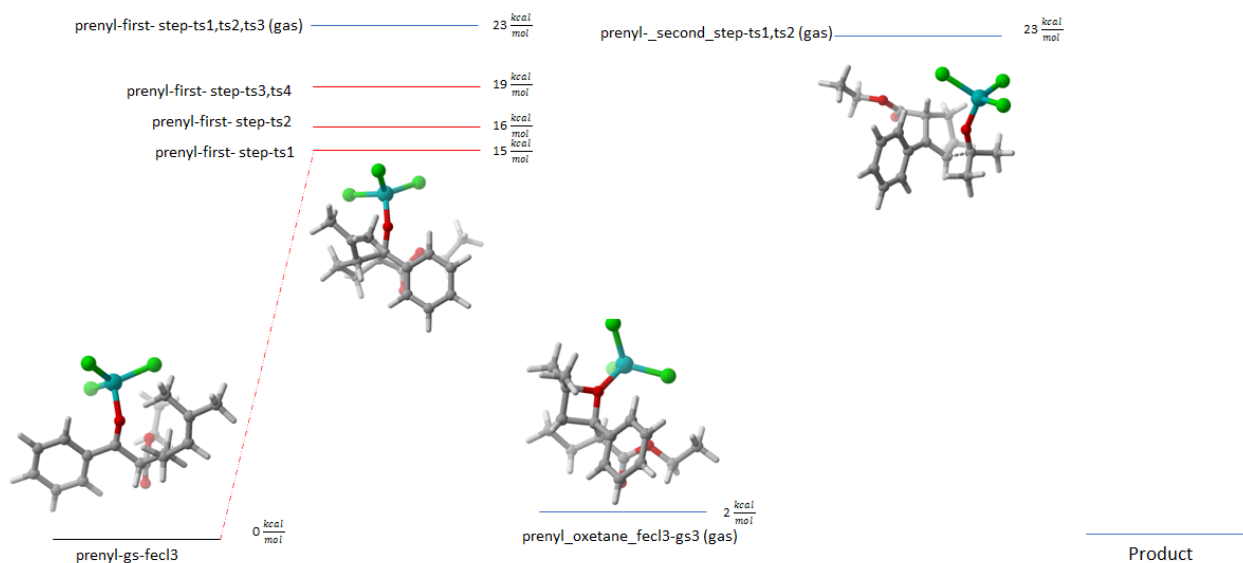 prenyl-first- step-ts1,ts2,ts3 (gas)
23 kcal/mol
prenyl-_second_step-ts1,ts2 (gas)
23 kcal/mol
prenyl-first- step-ts3,ts4
19 kcal/mol
prenyl-first- step-ts2
16 kcal/mol
prenyl-first- step-ts1
15 kcal/mol
0 kcal/mol
prenyl-gs-fecl3
2 kcal/mol
prenyl_oxetane_fecl3-gs3 (gas)
Product